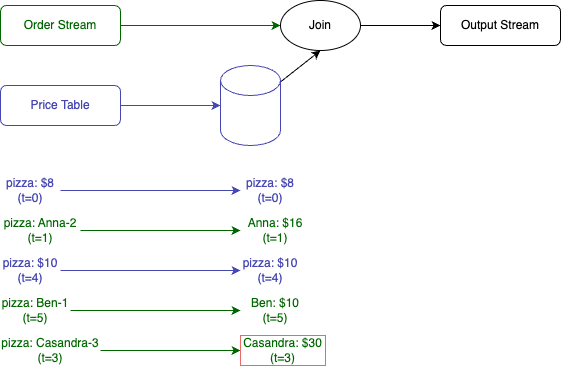 Order Stream
Join
Output Stream
Price Table
pizza: $8
(t=0)
pizza: $8
(t=0)
pizza: Anna-2
(t=1)
Anna: $16
(t=1)
pizza: $10
(t=4)
pizza: $10
(t=4)
pizza: Ben-1
(t=5)
Ben: $10
(t=5)
pizza: Casandra-3
(t=3)
Casandra: $30
(t=3)